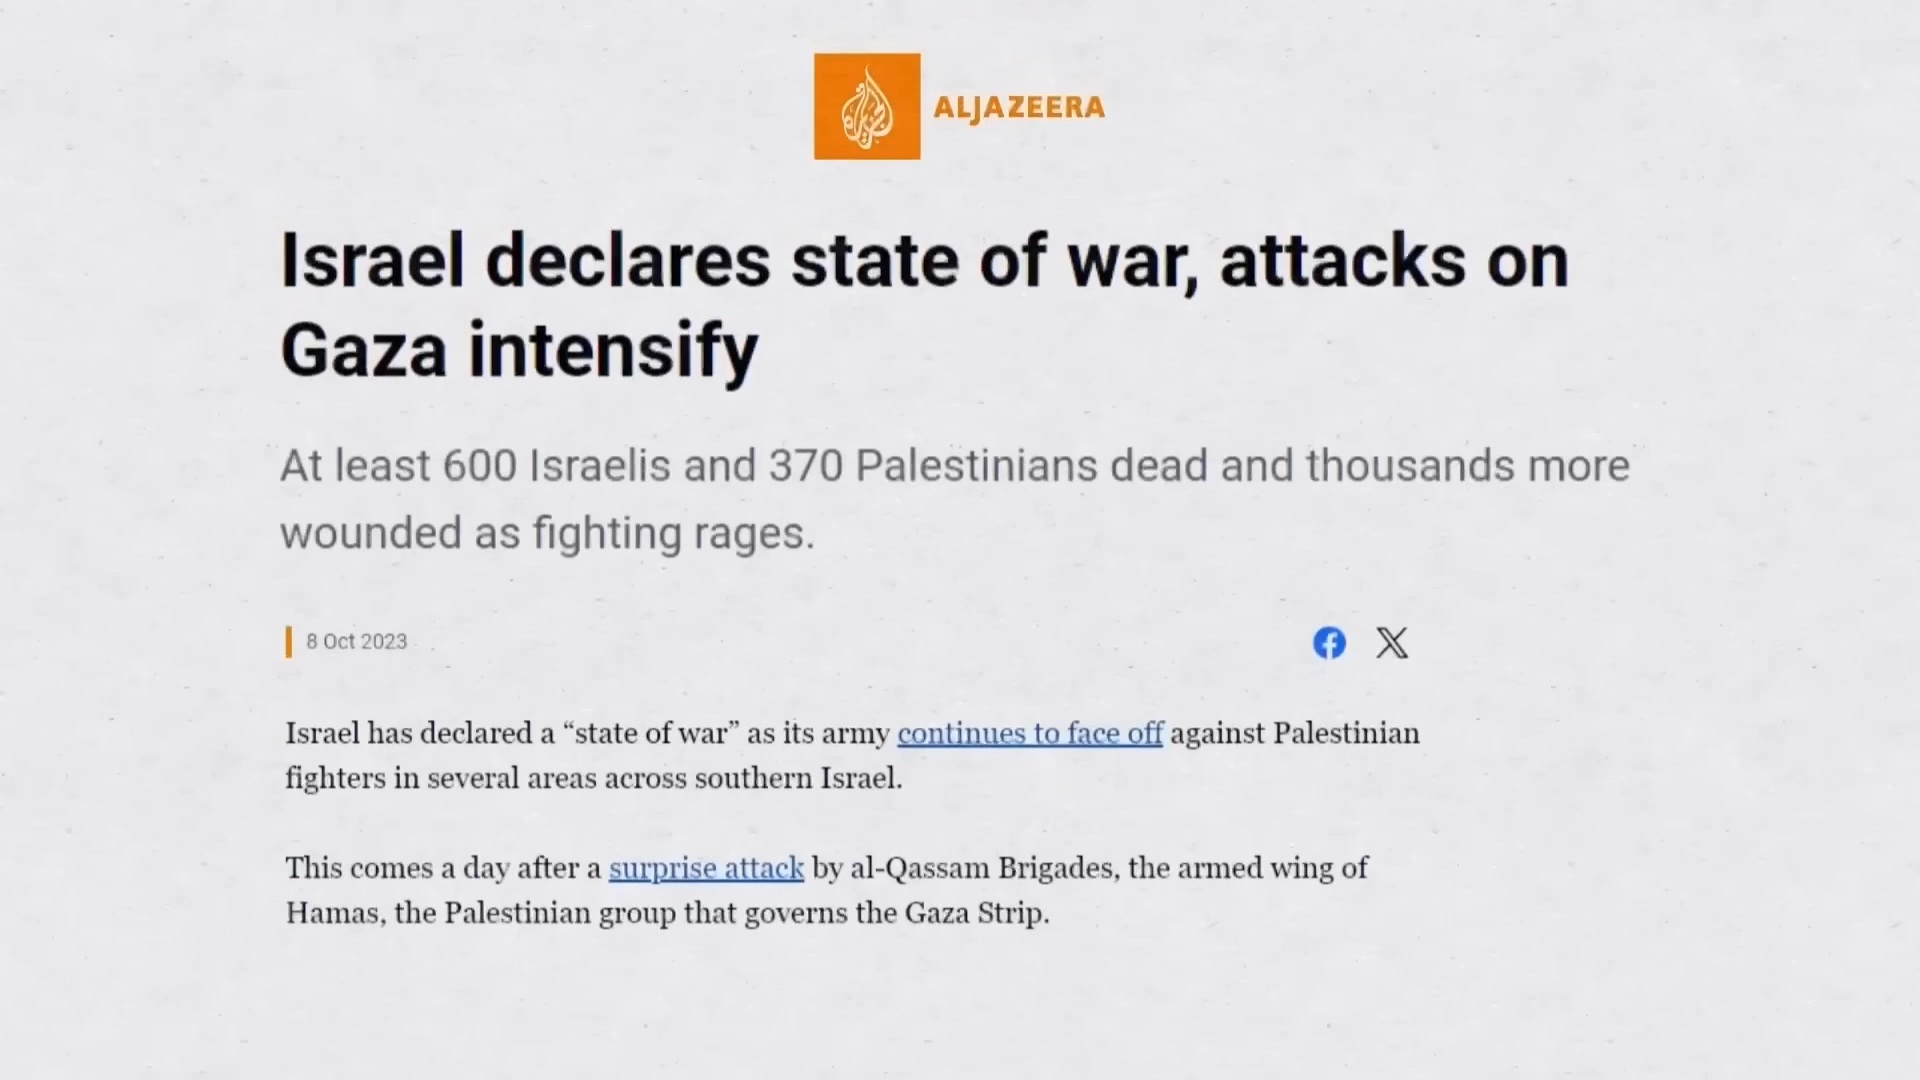 ALJAZEERA
Israel declares state of war, attacks on
Gaza intensify
At least 600 Israelis and 370 Palestinians dead and thousands more
wounded as fighting rages.
8 Oct 2023
Israel has declared a “state of war” as its army continues to face off against Palestinian
fighters in several areas across southern Israel.
This comes a day after a surprise attack by al-Qassam Brigades, the armed wing of
Hamas, the Palestinian group that governs the Gaza Strip.